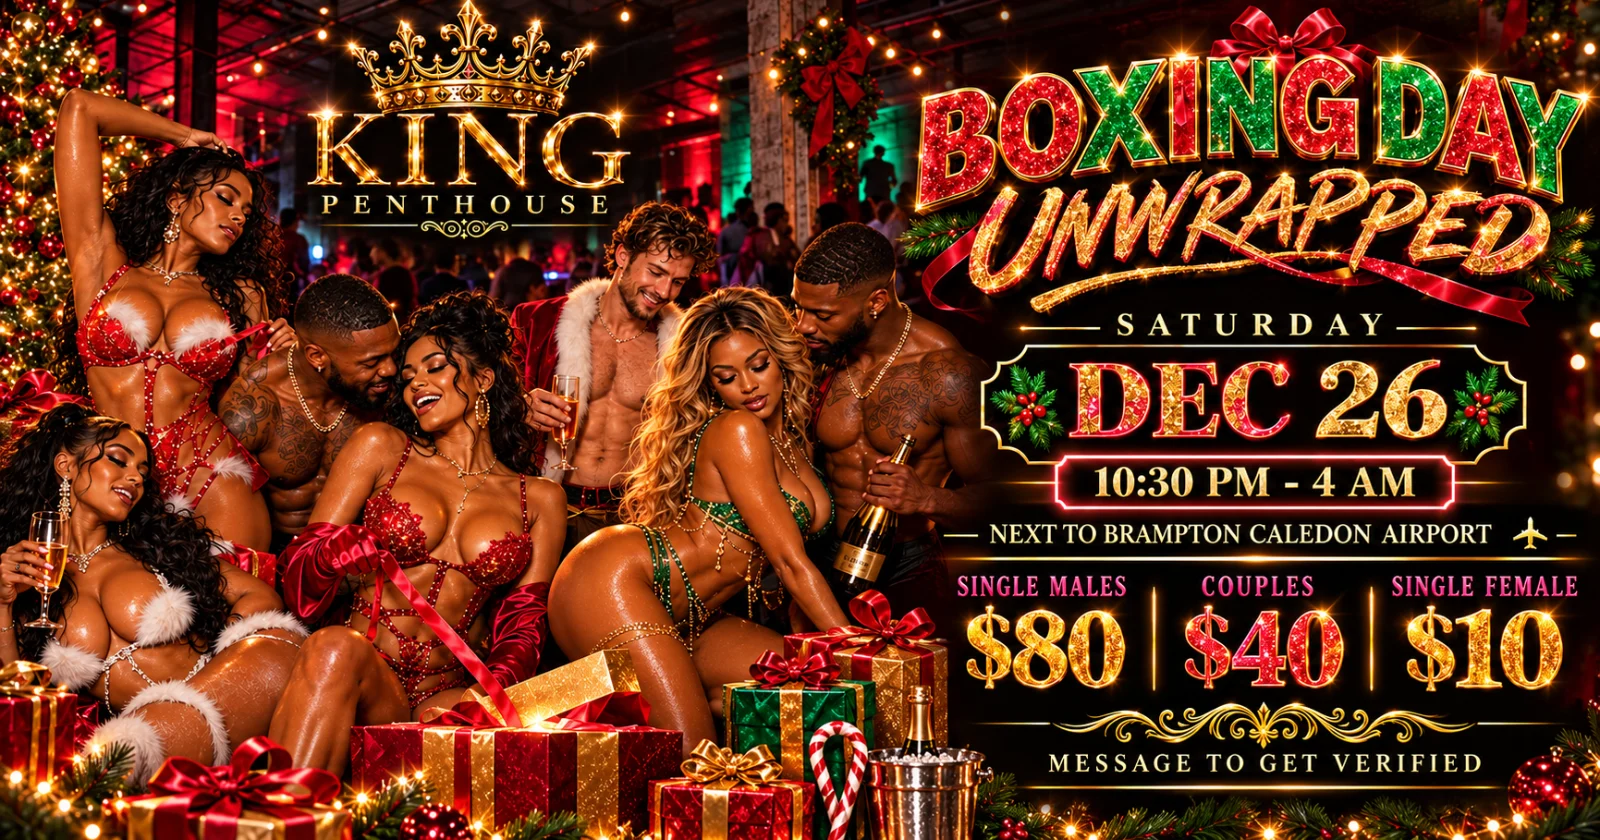 KING
PENTHOUSE
BOXING DAY
UNWRAPPED
SATURDAY
DEC 26
10:30 PM - 4 AM
NEXT TO BRAMPTON CALEDON AIRPORT
SINGLE MALES
$80
COUPLES
$40
SINGLE FEMALE
$10
MESSAGE TO GET VERIFIED